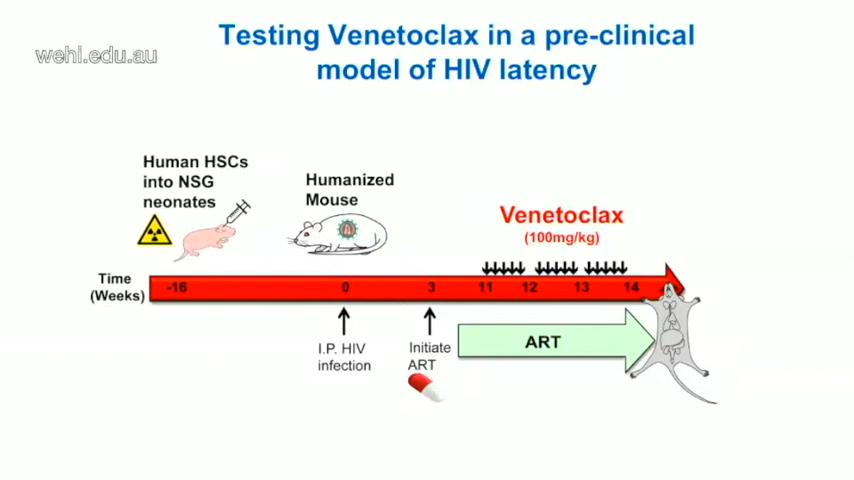 Testing Venetoclax in a pre-clinical
model of HIV latency
wehi.edu.au
Human HSCs
into NSG
neonates
Humanized
Mouse
Venetoclax
(100mg/kg)
Time
(Weeks)
-16 0 3 11 12 13 14
I.P. HIV
infection
Initiate
ART
ART